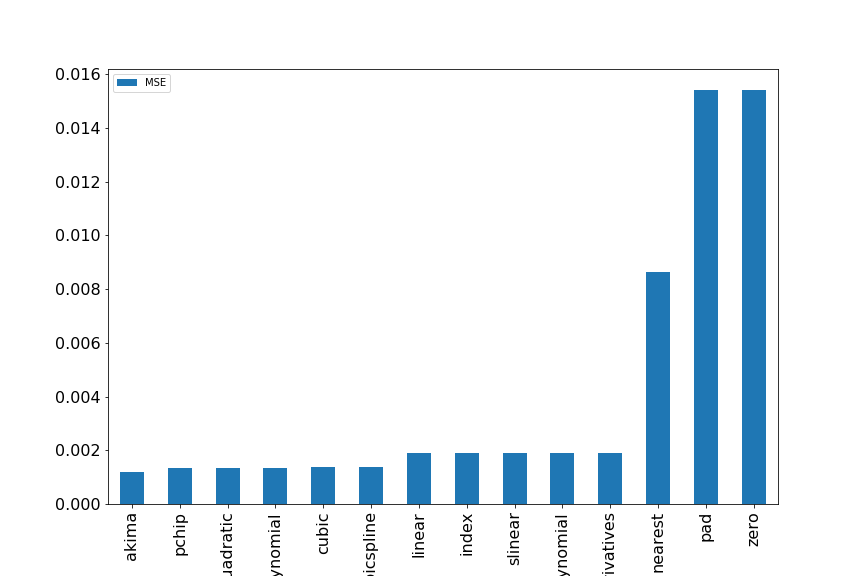 0.016
MSE
0.014
0.012
0.010
0.008
0.006
0.004
0.002
0.000
akima
pchip
uadratic
ynomial
cubic
bicspline
linear
index
slinear
ynomial
ivatives
nearest
pad
zero